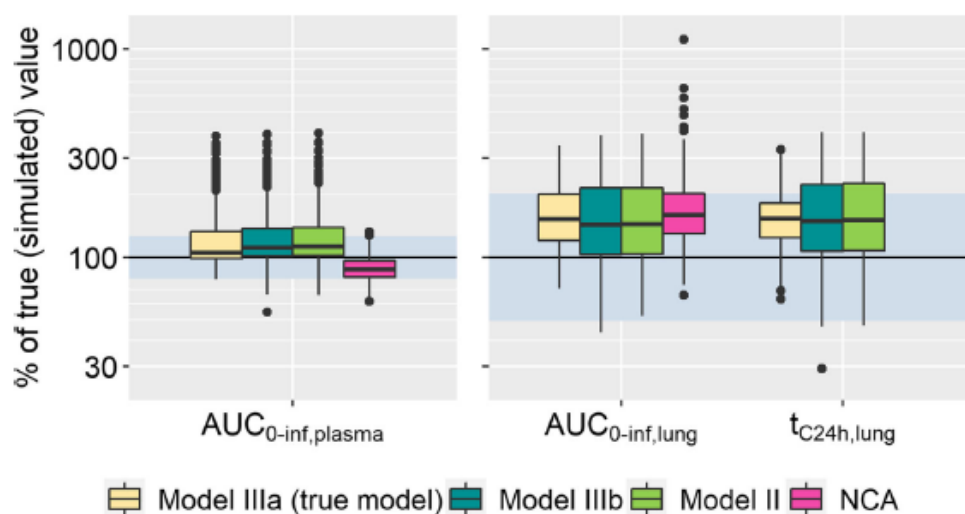 % of true (simulated) value
1000
300
100
30
AUC0-inf,plasma
AUC0-inf,lung
tC24h,lung
Model IIIa (true model)
Model IIIb
Model II
NCA